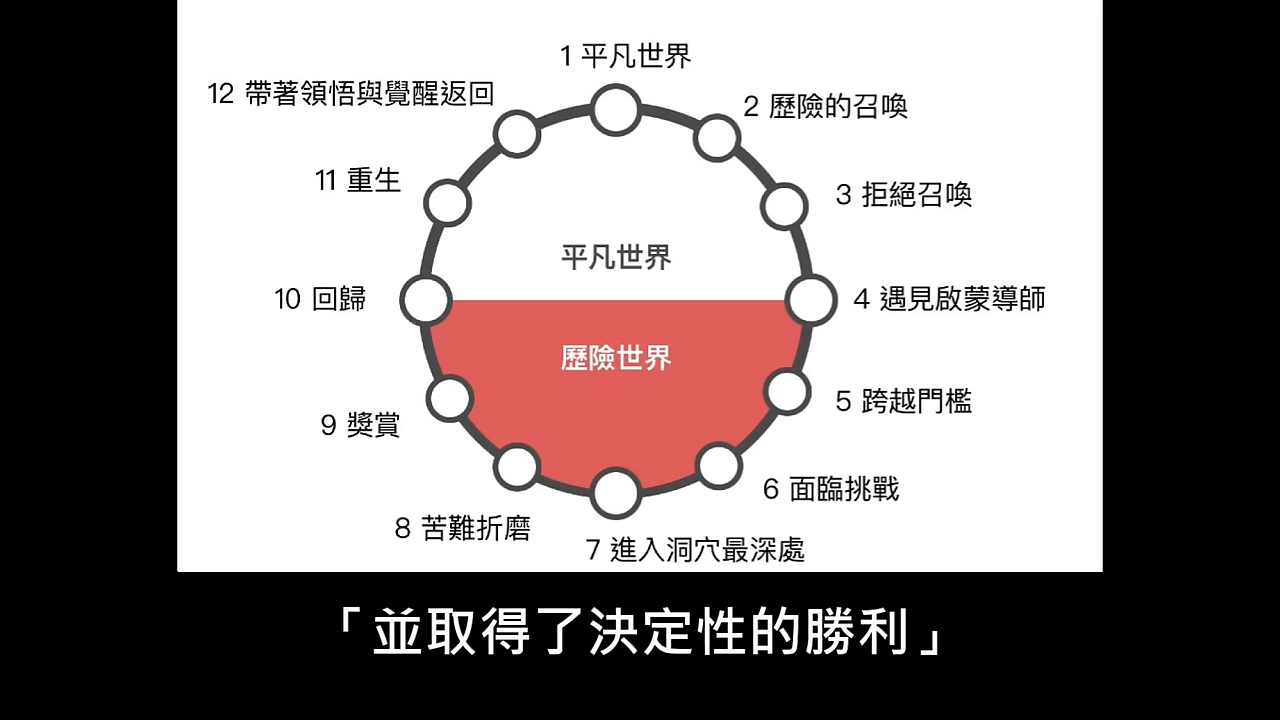 1 平凡世界
2 歷險的召喚
3 拒絕召喚
4 遇見啟蒙導師
5 跨越門檻
6 面臨挑戰
7 進入洞穴最深處
8 苦難折磨
9 獎賞
10 回歸
11 重生
12 帶著領悟與覺醒返回
平凡世界
歷險世界
「並取得了決定性的勝利」